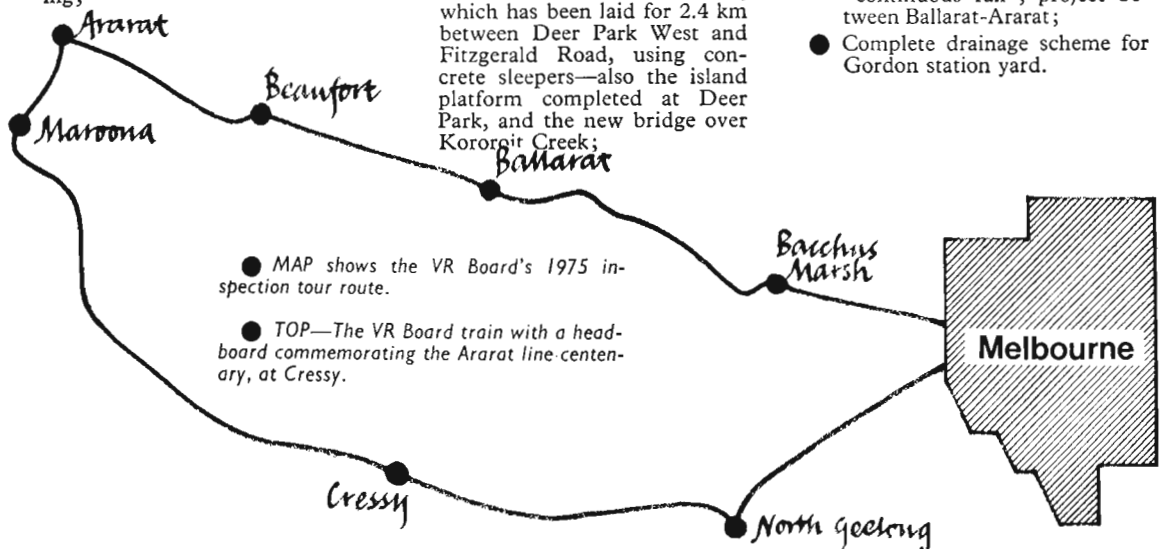 ing;
which has been laid for 2.4 km
between Deer Park West and
Fitzgerald Road, using con-
crete sleepers—also the island
platform completed at Deer
Park, and the new bridge over
Kororoit Creek;
tween Ballarat-Ararat;
● Complete drainage scheme for
Gordon station yard.
Ararat
Beaufort
Maroona
Ballarat
Bacchus
Marsh
● MAP shows the VR Board's 1975 in-
spection tour route.
● TOP—The VR Board train with a head-
board commemorating the Ararat line centen-
ary, at Cressy.
Melbourne
Cressy
North Geelong